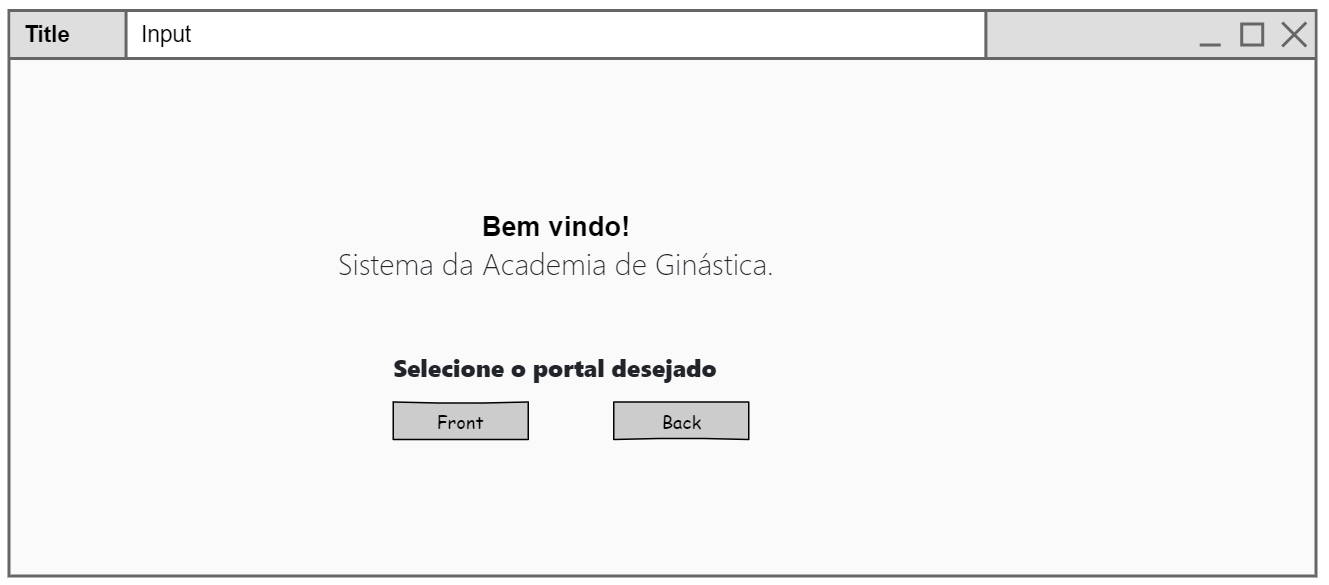 Title Input
Bem vindo!
Sistema da Academia de Ginástica.
Selecione o portal desejado
Front Back